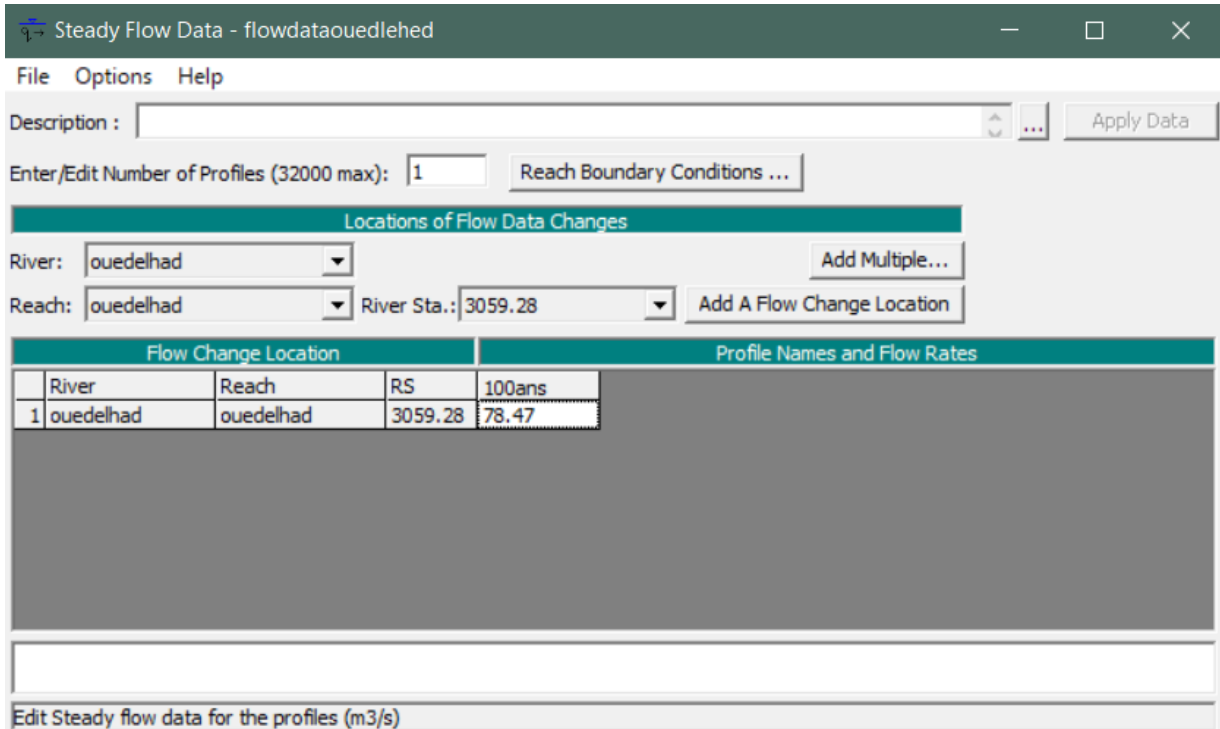 Steady Flow Data - flowdataouedlehed
File Options Help
Description : ... Apply Data
Enter/Edit Number of Profiles (32000 max): 1 Reach Boundary Conditions ...
Locations of Flow Data Changes
River: ouedelhad Add Multiple...
Reach: ouedelhad River Sta.: 3059.28 Add A Flow Change Location
Flow Change Location Profile Names and Flow Rates
River Reach RS 100ans
1 ouedelhad ouedelhad 3059.28 78.47
Edit Steady flow data for the profiles (m3/s)